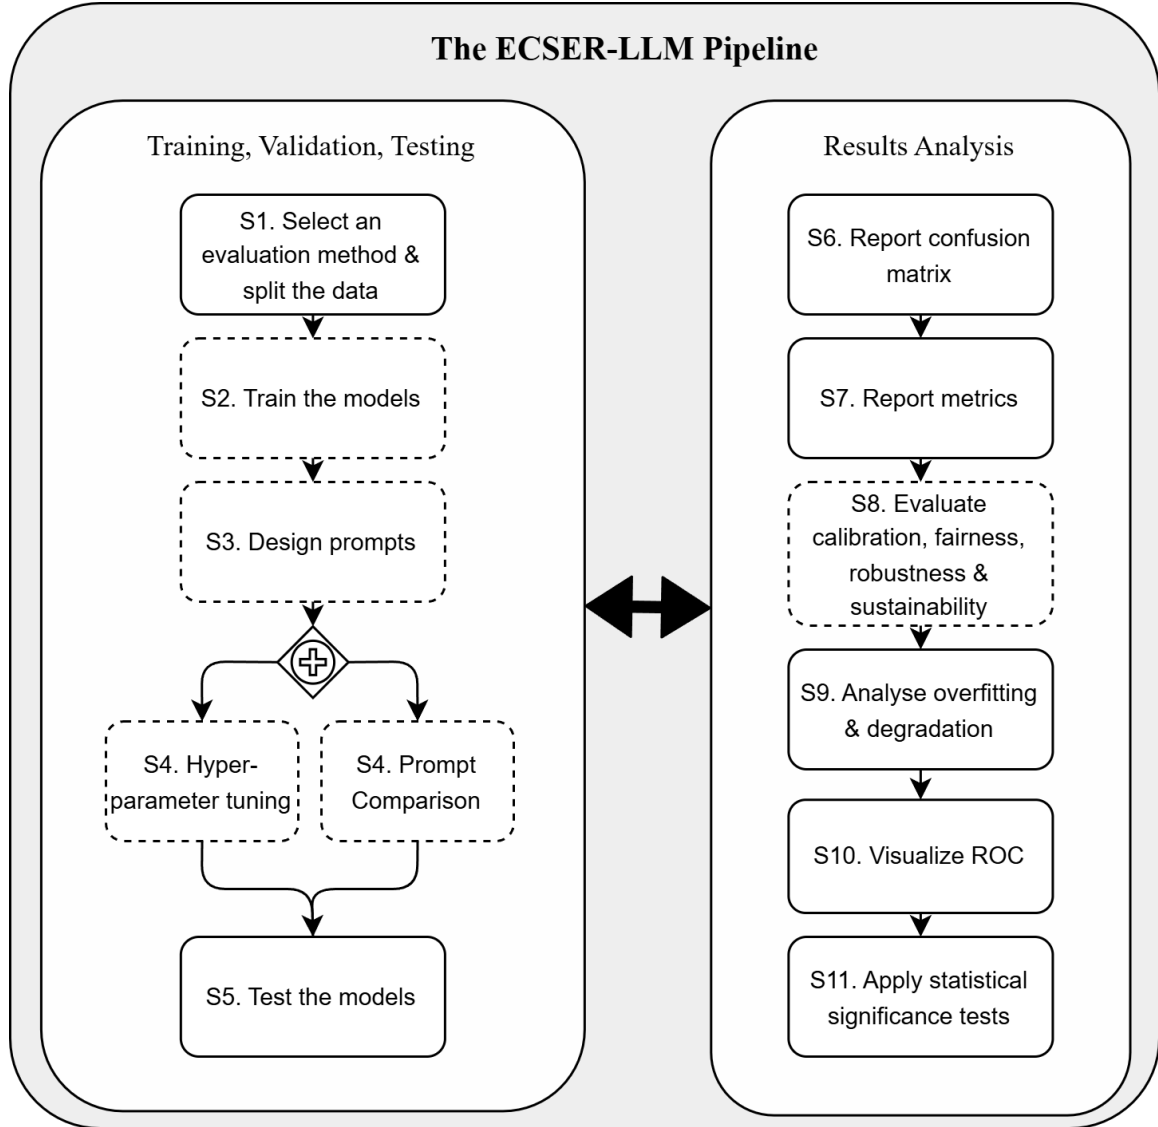 The ECSER-LLM Pipeline
Training, Validation, Testing
S1. Select an
evaluation method &
split the data
S2. Train the models
S3. Design prompts
S4. Hyper-
parameter tuning
S4. Prompt
Comparison
S5. Test the models
Results Analysis
S6. Report confusion
matrix
S7. Report metrics
S8. Evaluate
calibration, fairness,
robustness &
sustainability
S9. Analyse overfitting
& degradation
S10. Visualize ROC
S11. Apply statistical
significance tests